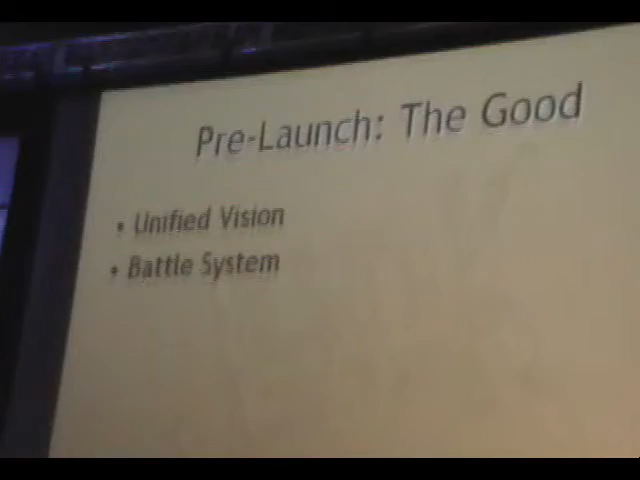 Pre-Launch: The Good
• Unified Vision
• Battle System